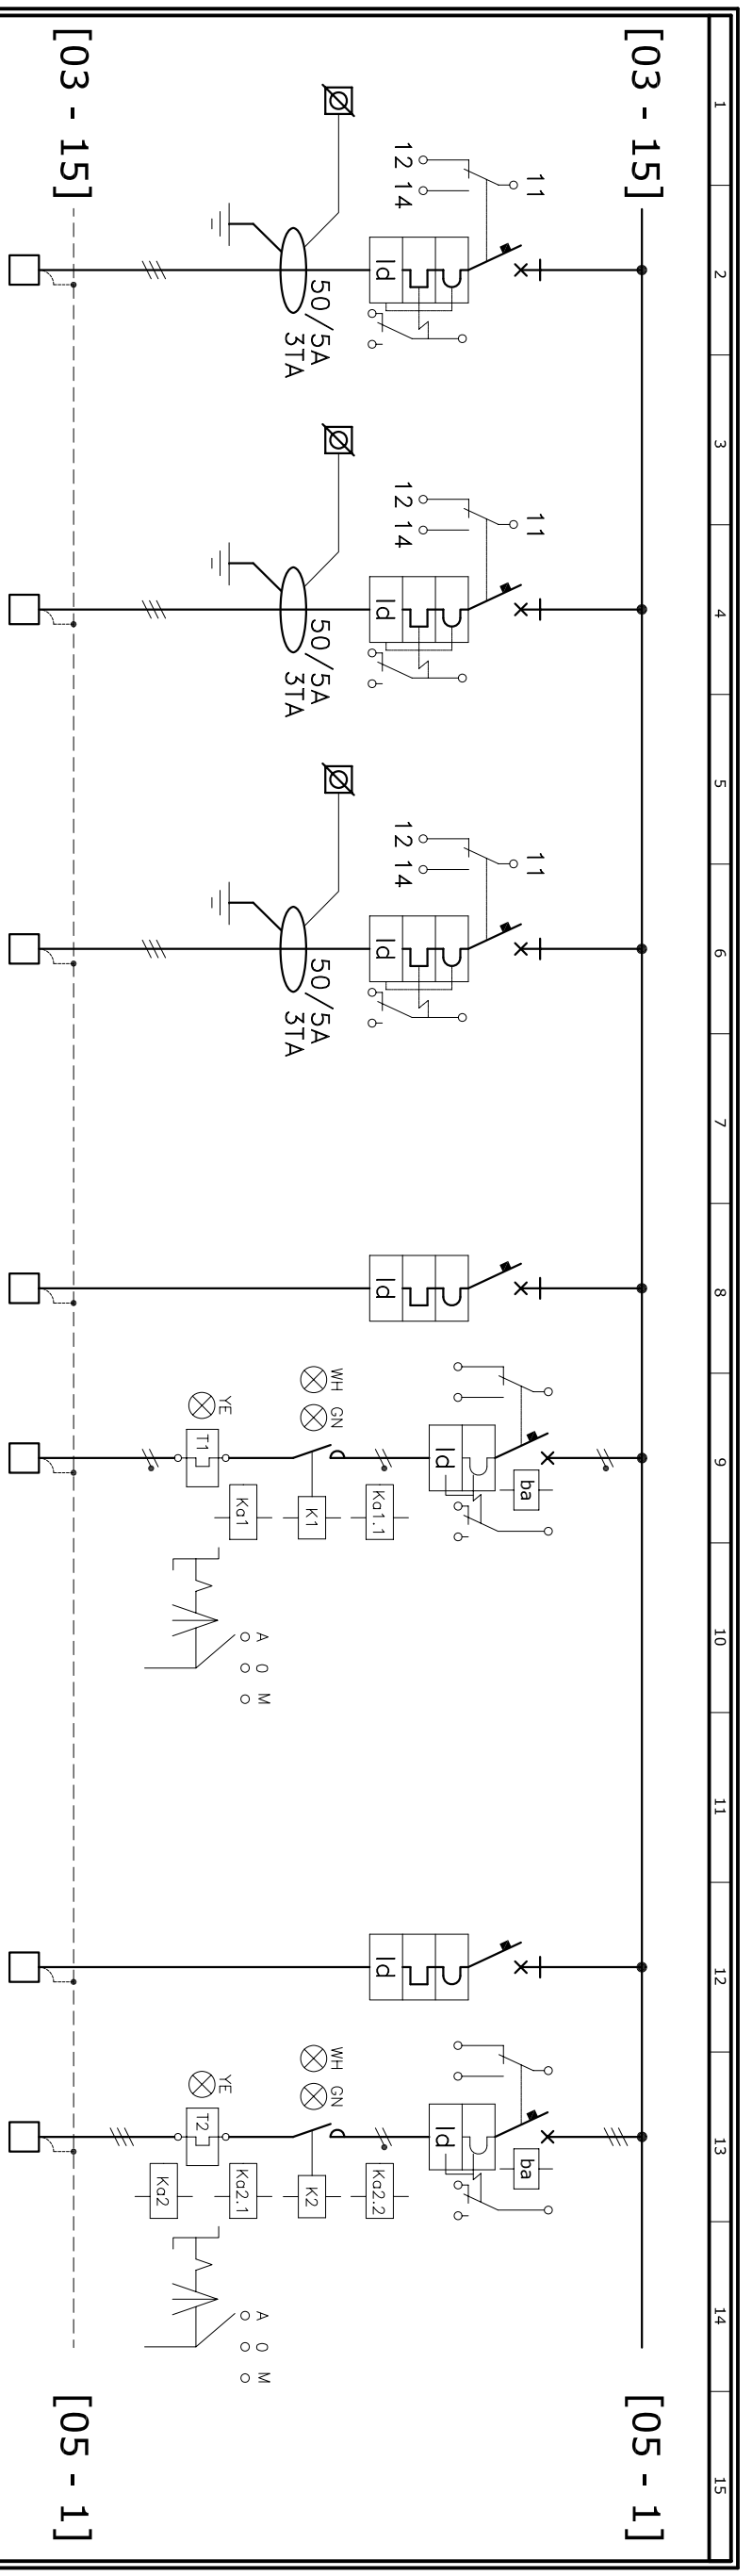 1 2 3 4 5 6 7 8 9 10 11 12 13 14 15
[03 - 15] [05 - 1]
11 11 11
12 14 12 14 12 14
ba ba
Id Id Id Id Id Id Id
Ka1.1 Ka2.2
50/5A 50/5A 50/5A
3TA 3TA 3TA
WH GN WH GN
K1 K2
A O M A O M
Ka1 Ka2.1
YE YE
T1 T2
Ka2
[03 - 15] [05 - 1]